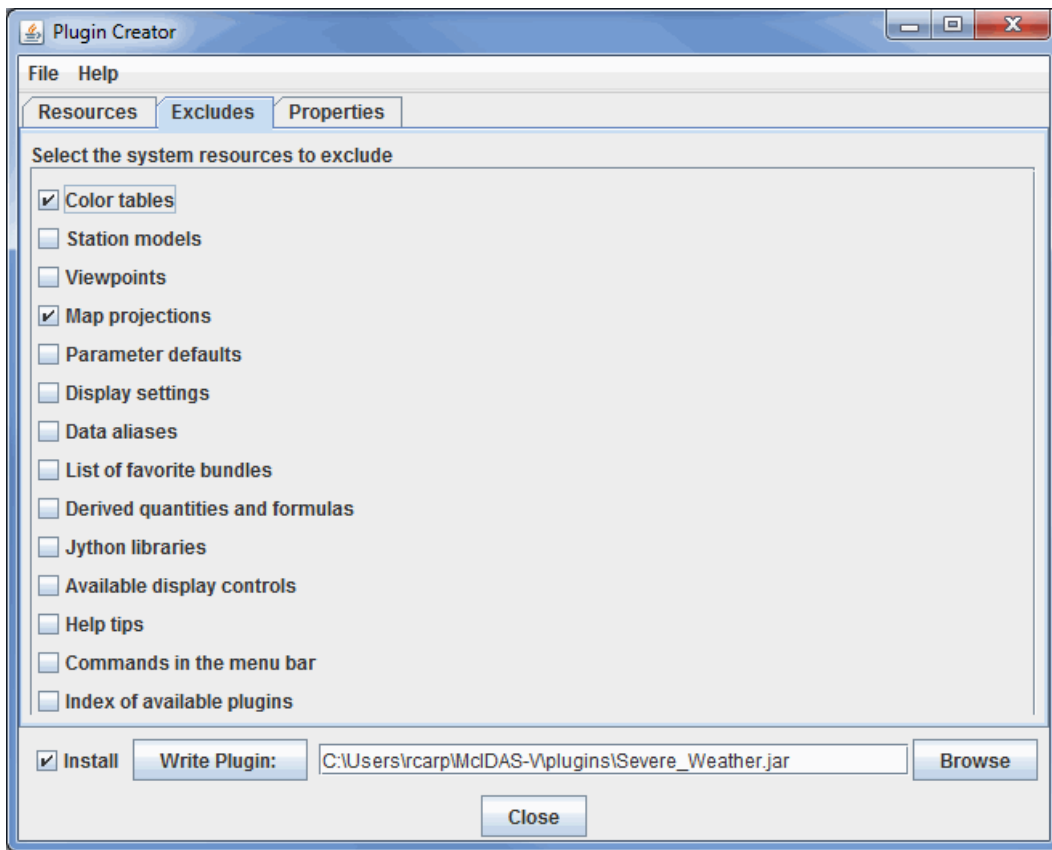 Plugin Creator
File Help
Resources Excludes Properties
Select the system resources to exclude
Color tables
Station models
Viewpoints
Map projections
Parameter defaults
Display settings
Data aliases
List of favorite bundles
Derived quantities and formulas
Jython libraries
Available display controls
Help tips
Commands in the menu bar
Index of available plugins
Install Write Plugin: C:\Users\rcarp\McIDAS-V\plugins\Severe_Weather.jar Browse
Close